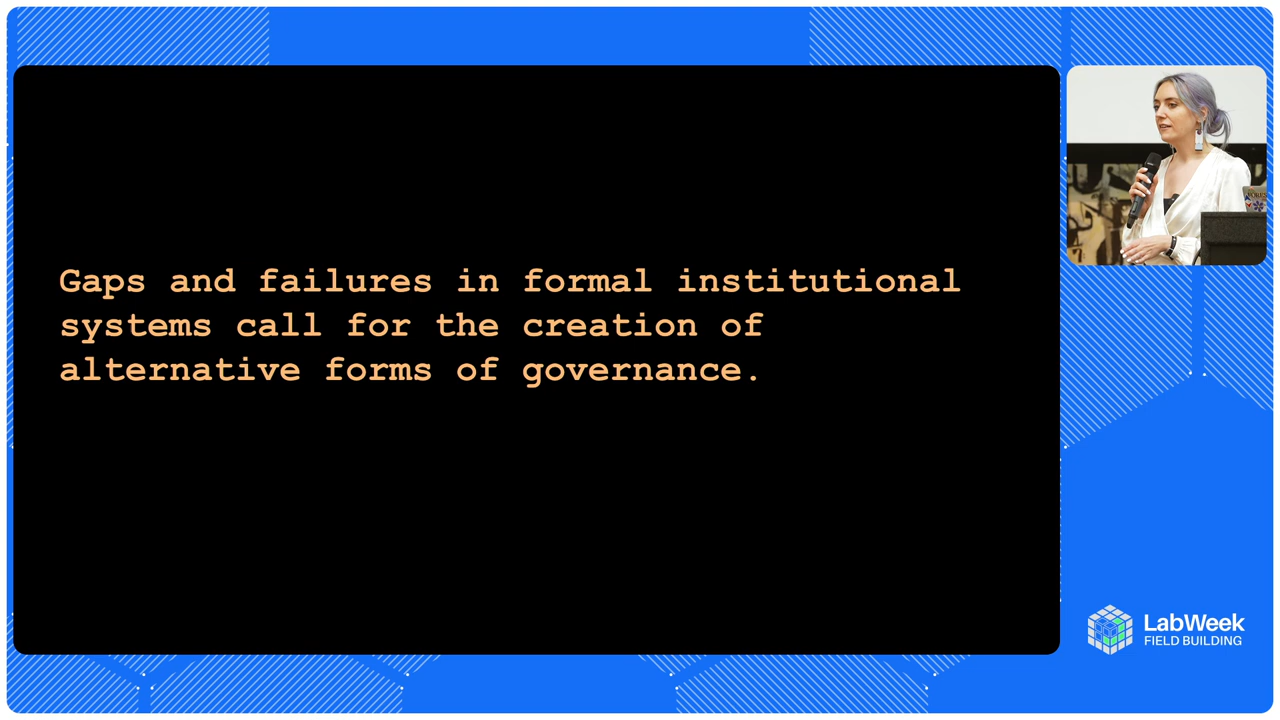 Gaps and failures in formal institutional
systems call for the creation of
alternative forms of governance.
LabWeek
FIELD BUILDING